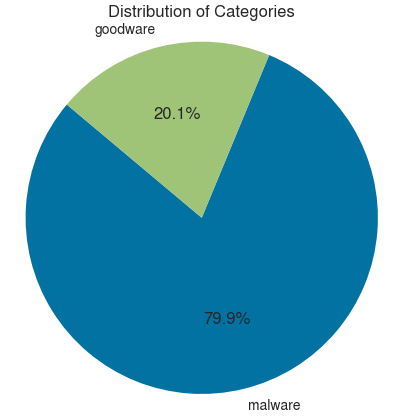 Distribution of Categories
goodware
20.1%
79.9%
malware